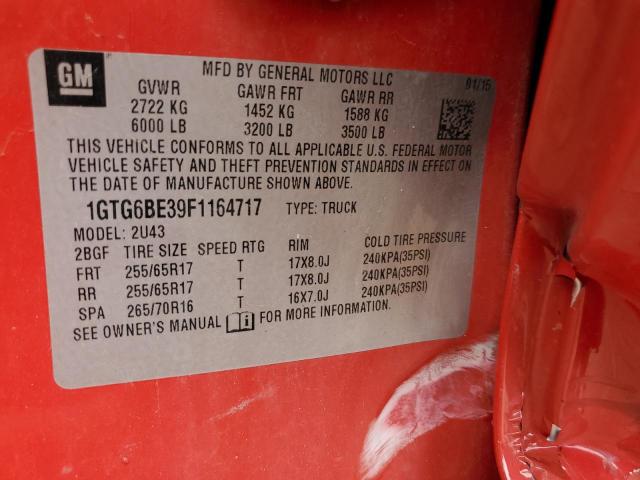 GM
MFD BY GENERAL MOTORS LLC
01/15
GVWR GAWR FRT GAWR RR
2722 KG 1452 KG 1588 KG
6000 LB 3200 LB 3500 LB
THIS VEHICLE CONFORMS TO ALL APPLICABLE U.S. FEDERAL MOTOR
VEHICLE SAFETY AND THEFT PREVENTION STANDARDS IN EFFECT ON
THE DATE OF MANUFACTURE SHOWN ABOVE.
1GTG6BE39F1164717 TYPE: TRUCK
MODEL: 2U43
2BGF TIRE SIZE SPEED RTG RIM COLD TIRE PRESSURE
FRT 255/65R17 T 17X8.0J 240KPA(35PSI)
RR 255/65R17 T 17X8.0J 240KPA(35PSI)
SPA 265/70R16 T 16X7.0J 240KPA(35PSI)
SEE OWNER'S MANUAL FOR MORE INFORMATION.